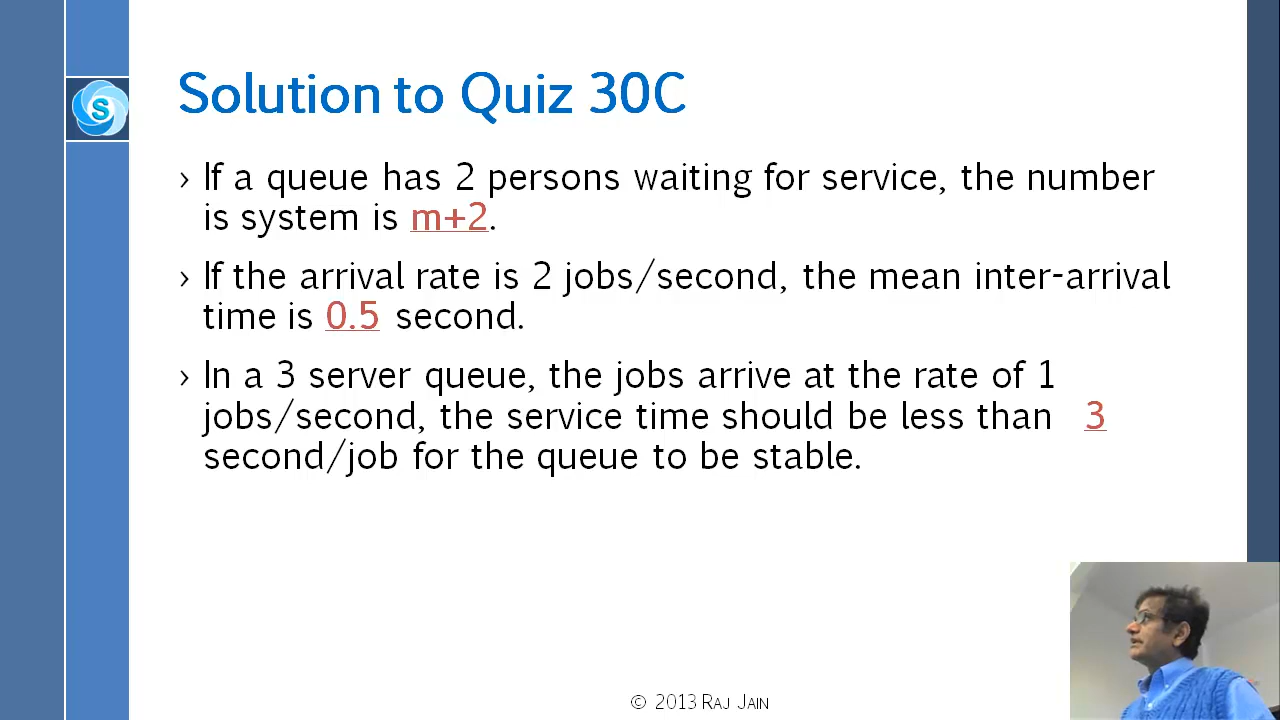 Solution to Quiz 30C
S
› If a queue has 2 persons waiting for service, the number
is system is m+2.
› If the arrival rate is 2 jobs/second, the mean inter-arrival
time is 0.5 second.
› In a 3 server queue, the jobs arrive at the rate of 1
jobs/second, the service time should be less than 3
second/job for the queue to be stable.
© 2013 RAJ JAIN